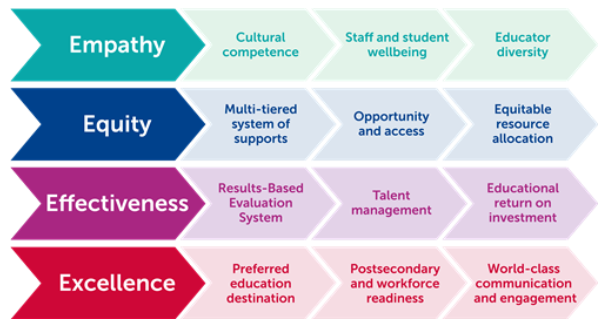 Empathy
Cultural
competence
Staff and student
wellbeing
Educator
diversity
Equity
Multi-tiered
system of
supports
Opportunity
and access
Equitable
resource
allocation
Effectiveness
Results-Based
Evaluation
System
Talent
management
Educational
return on
investment
Excellence
Preferred
education
destination
Postsecondary
and workforce
readiness
World-class
communication
and engagement